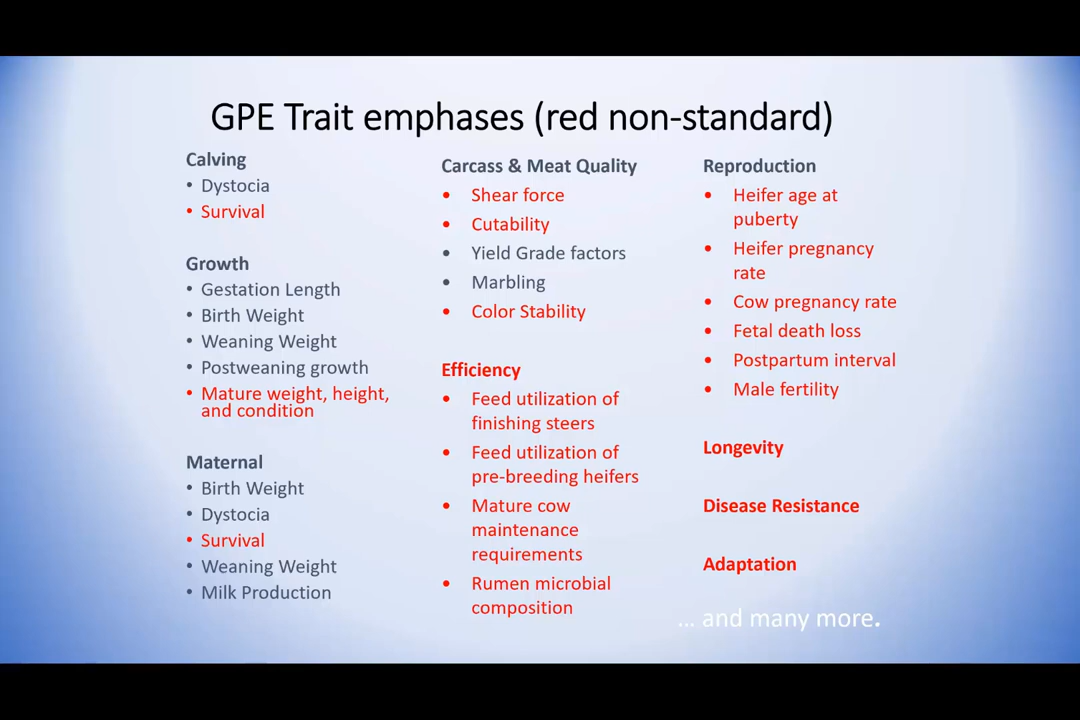 GPE Trait emphases (red non-standard)
Calving
• Dystocia
• Survival
Growth
• Gestation Length
• Birth Weight
• Weaning Weight
• Postweaning growth
• Mature weight, height,
and condition
Maternal
• Birth Weight
• Dystocia
• Survival
• Weaning Weight
• Milk Production
Carcass & Meat Quality
• Shear force
• Cutability
• Yield Grade factors
• Marbling
• Color Stability
Efficiency
• Feed utilization of
finishing steers
• Feed utilization of
pre-breeding heifers
• Mature cow
maintenance
requirements
• Rumen microbial
composition
Reproduction
• Heifer age at
puberty
• Heifer pregnancy
rate
• Cow pregnancy rate
• Fetal death loss
• Postpartum interval
• Male fertility
Longevity
Disease Resistance
Adaptation
... and many more.